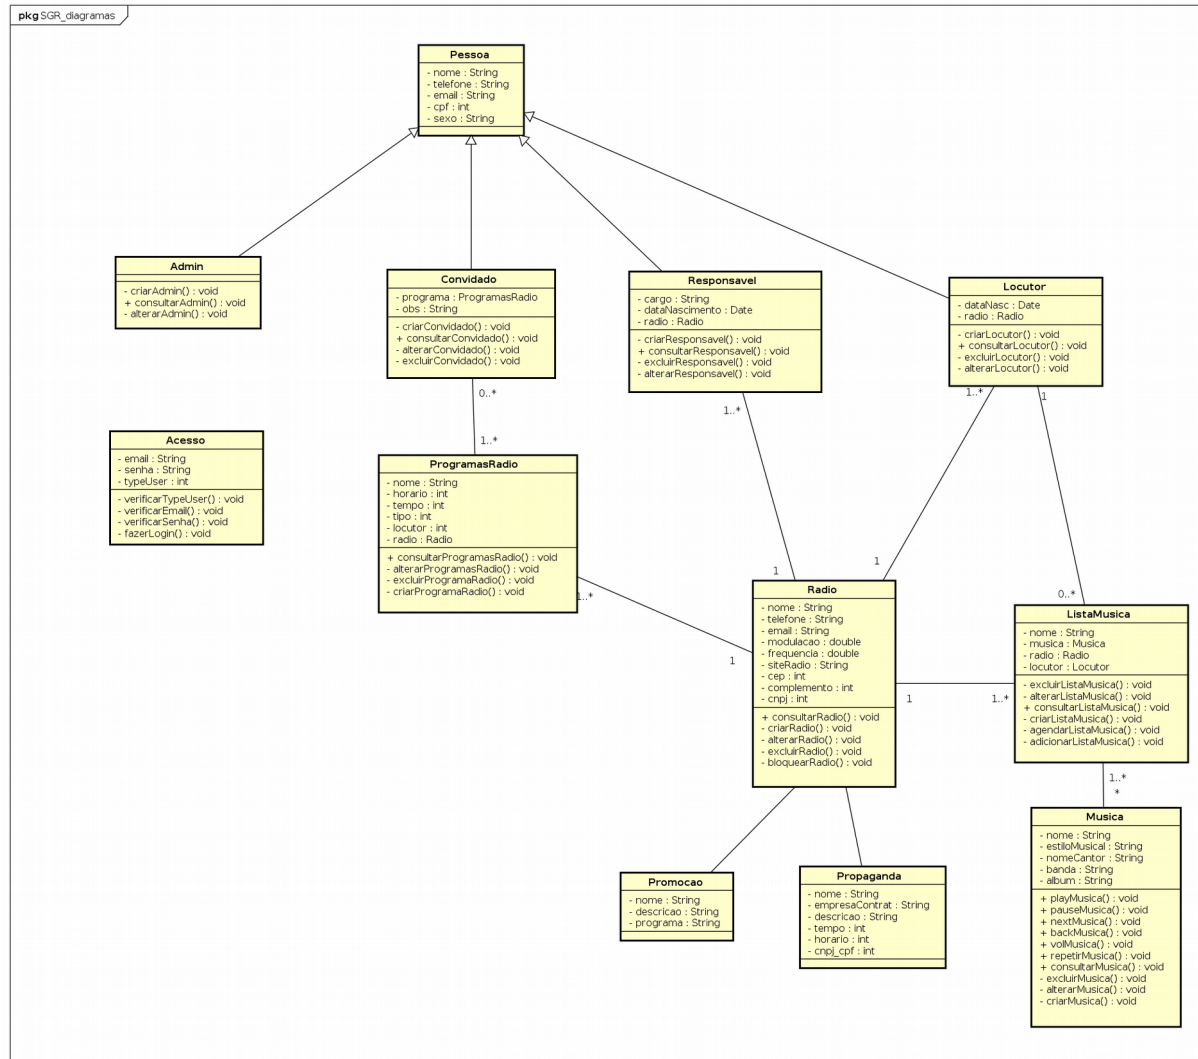 pkg SGR_diagramas
Pessoa
- nome : String
- telefone : String
- email : String
- cpf : int
- sexo : String
Admin
- criarAdmin() : void
+ consultarAdmin() : void
- alterarAdmin() : void
Convidado
- programa : ProgramasRadio
- obs : String
- criarConvidado() : void
+ consultarConvidado() : void
- alterarConvidado() : void
- excluirConvidado() : void
0..*
1..*
Responsavel
- cargo : String
- dataNascimento : Date
- radio : Radio
- criarResponsavel() : void
+ consultarResponsavel() : void
- excluirResponsavel() : void
- alterarResponsavel() : void
1..*
1
Locutor
- dataNasc : Date
- radio : Radio
- criarLocutor() : void
+ consultarLocutor() : void
- excluirLocutor() : void
- alterarLocutor() : void
1..*
1
1
0..*
Acesso
- email : String
- senha : String
- typeUser : int
- verificarTypeUser() : void
- verificarEmail() : void
- verificarSenha() : void
- fazerLogin() : void
ProgramasRadio
- nome : String
- horario : int
- tempo : int
- tipo : int
- locutor : int
- radio : Radio
+ consultarProgramasRadio() : void
- alterarProgramasRadio() : void
- excluirProgramaRadio() : void
- criarProgramaRadio() : void
1..*
1
Radio
- nome : String
- telefone : String
- email : String
- modulacao : double
- frequencia : double
- siteRadio : String
- cep : int
- complemento : int
- cnpj : int
+ consultarRadio() : void
- criarRadio() : void
- alterarRadio() : void
- excluirRadio() : void
- bloquearRadio() : void
1
1..*
ListaMusica
- nome : String
- musica : Musica
- radio : Radio
- locutor : Locutor
- excluirListaMusica() : void
- alterarListaMusica() : void
+ consultarListaMusica() : void
- criarListaMusica() : void
- agendarListaMusica() : void
- adicionarListaMusica() : void
1..*
*
Promocao
- nome : String
- descricao : String
- programa : String
Propaganda
- nome : String
- empresaContrat : String
- descricao : String
- tempo : int
- horario : int
- cnpj_cpf : int
Musica
- nome : String
- estiloMusical : String
- nomeCantor : String
- banda : String
- album : String
+ playMusica() : void
+ pauseMusica() : void
+ nextMusica() : void
+ backMusica() : void
+ volMusica() : void
+ repetirMusica() : void
+ consultarMusica() : void
- excluirMusica() : void
- alterarMusica() : void
- criarMusica() : void